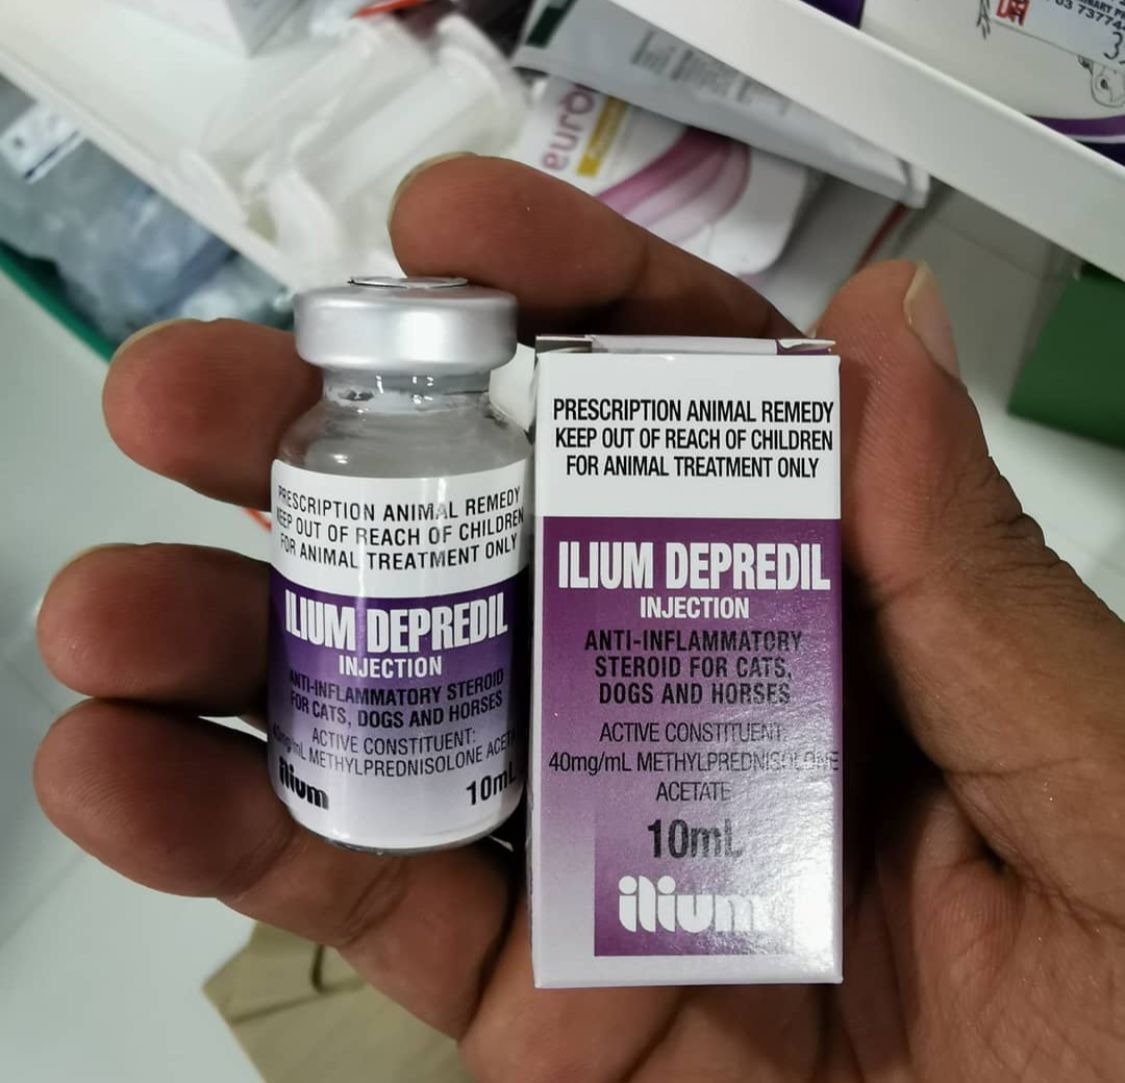 PRESCRIPTION ANIMAL REMEDY
KEEP OUT OF REACH OF CHILDREN
FOR ANIMAL TREATMENT ONLY
ILIUM DEPREDIL
INJECTION
ANTI-INFLAMMATORY STEROID
FOR CATS, DOGS AND HORSES
ACTIVE CONSTITUENT:
40mg/mL METHYLPREDNISOLONE ACETA
ilium
10mL
PRESCRIPTION ANIMAL REMEDY
KEEP OUT OF REACH OF CHILDREN
FOR ANIMAL TREATMENT ONLY
ILIUM DEPREDIL
INJECTION
ANTI-INFLAMMATORY
STEROID FOR CATS,
DOGS AND HORSES
ACTIVE CONSTITUENT:
40mg/mL METHYLPREDNISOLONE
ACETATE
10mL
ilium